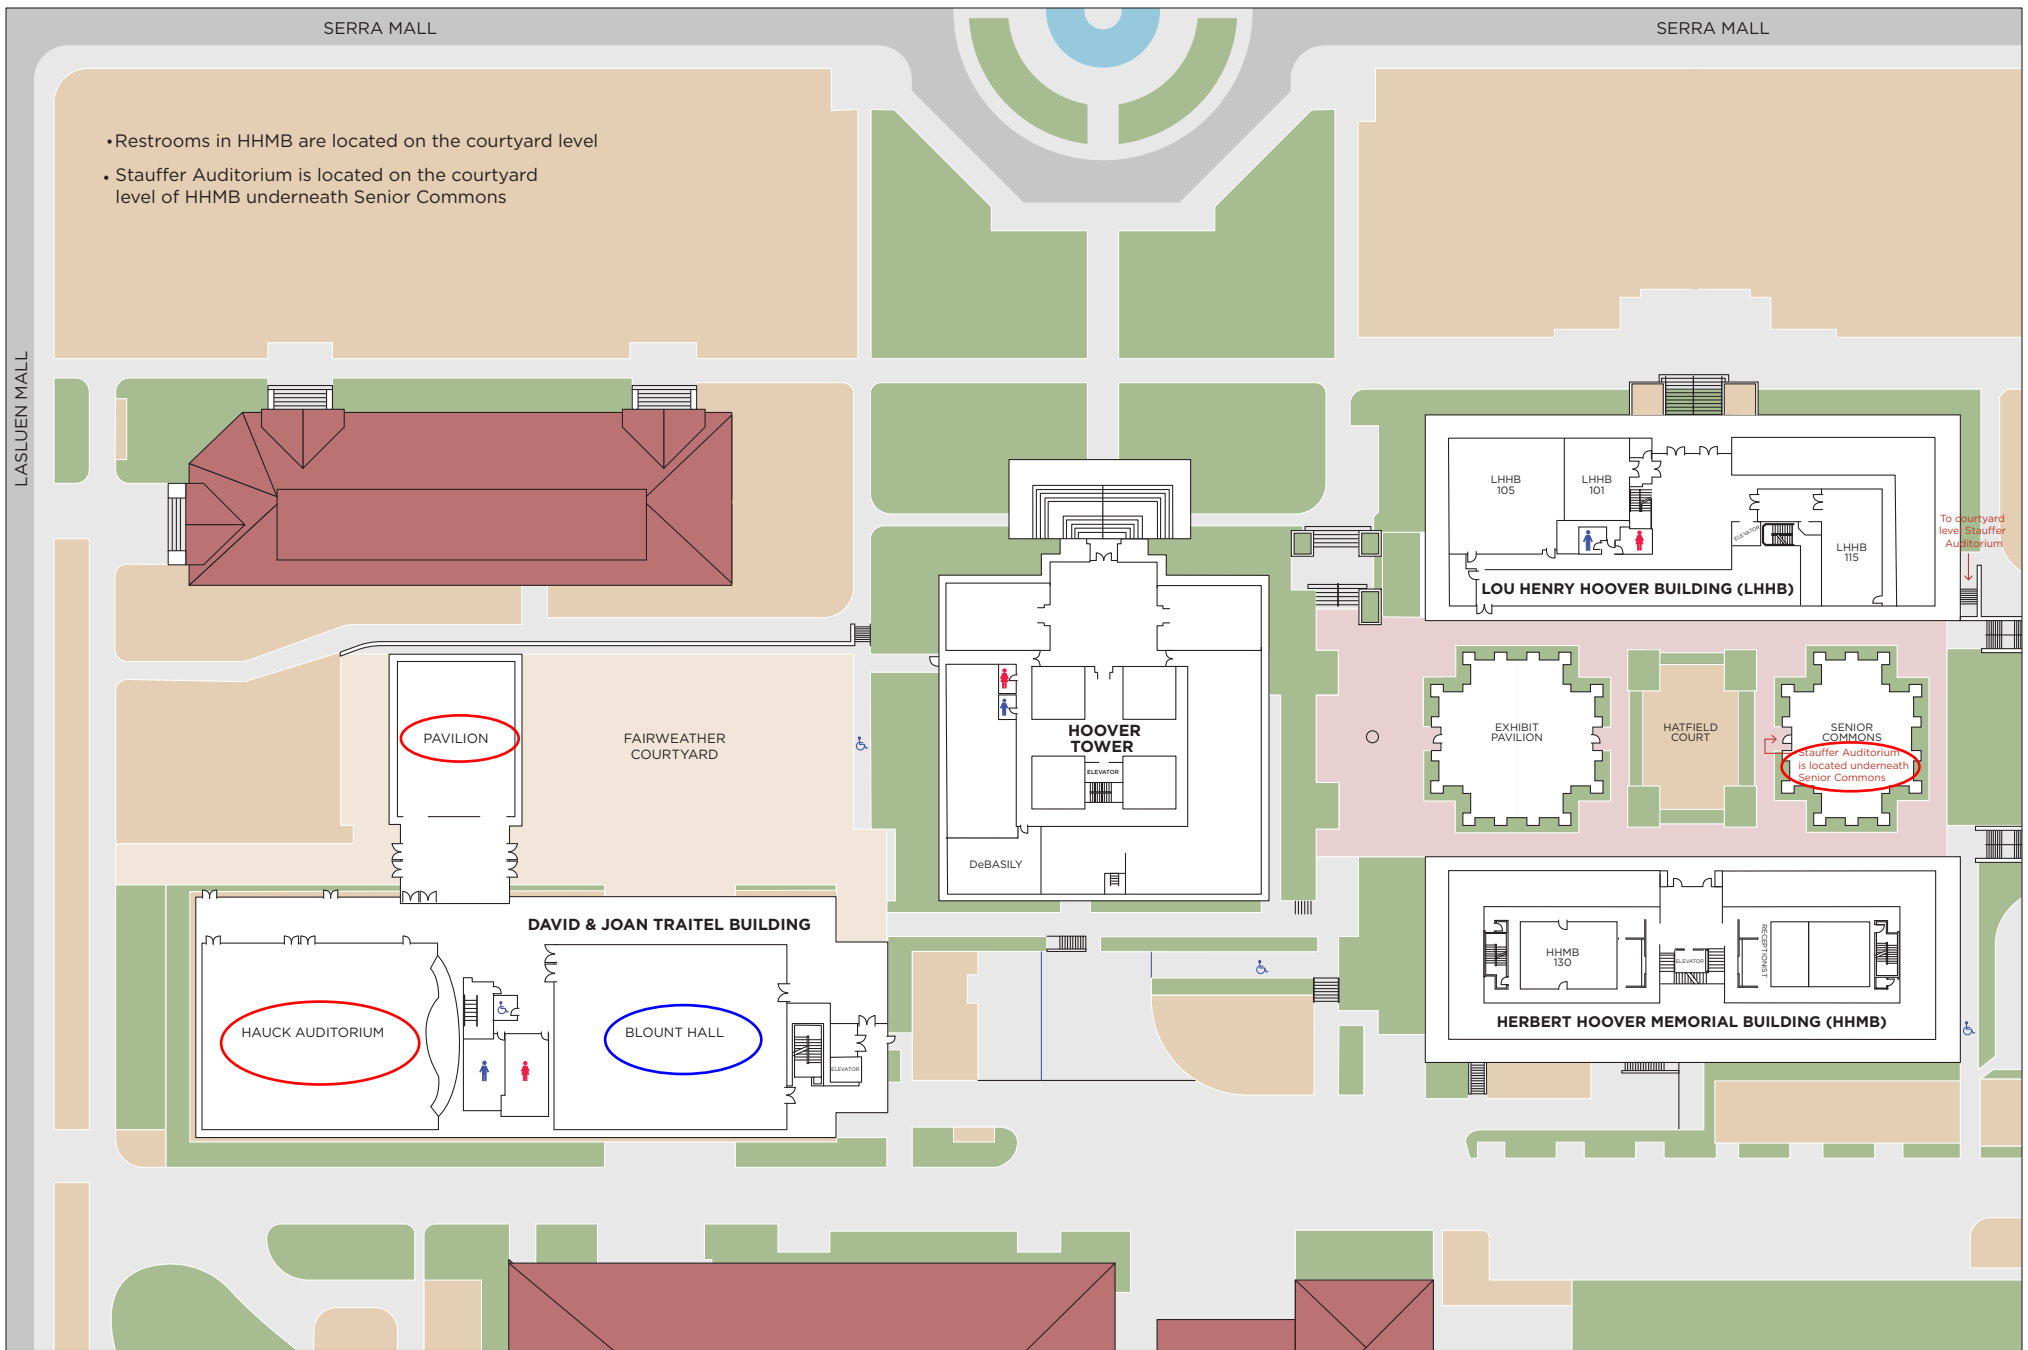 SERRA MALL
SERRA MALL
•Restrooms in HHMB are located on the courtyard level
• Stauffer Auditorium is located on the courtyard
level of HHMB underneath Senior Commons
LASLUEN MALL
LHHB
105
LHHB
101
ELEVATOR
LHHB
115
To courtyard
level Stauffer
Auditorium
LOU HENRY HOOVER BUILDING (LHHB)
PAVILION
FAIRWEATHER
COURTYARD
HOOVER
TOWER
ELEVATOR
DeBASILY
EXHIBIT
PAVILION
HATFIELD
COURT
SENIOR
COMMONS
Stauffer Auditorium
is located underneath
Senior Commons
DAVID & JOAN TRAITEL BUILDING
HAUCK AUDITORIUM
BLOUNT HALL
ELEVATOR
HHMB
130
ELEVATOR
RECEPTIONIST
HERBERT HOOVER MEMORIAL BUILDING (HHMB)